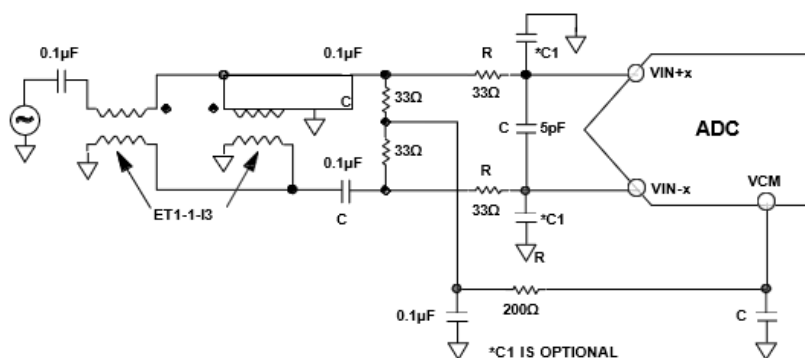 0.1µF
0.1µF
R
*C1
33Ω
33Ω
VIN+x
C
C
5pF
ADC
33Ω
0.1µF
R
VIN-x
VCM
ET1-1-I3
C
33Ω
*C1
R
0.1µF
200Ω
C
*C1 IS OPTIONAL